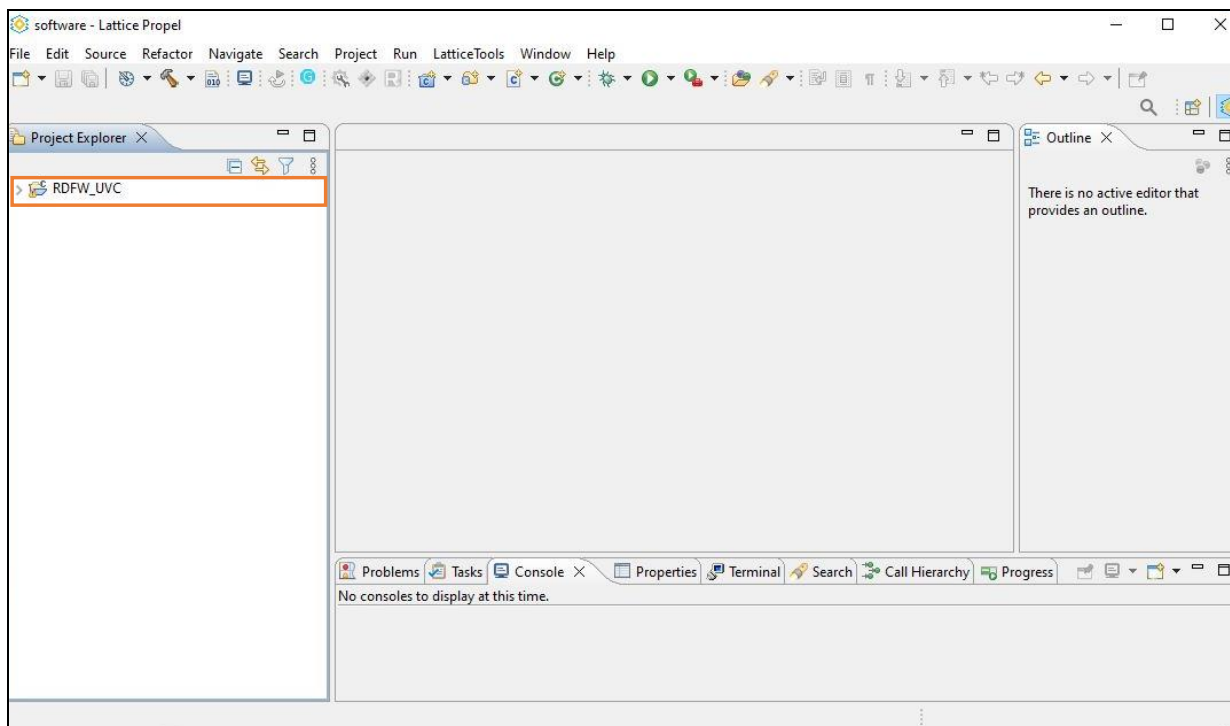 software - Lattice Propel
File Edit Source Refactor Navigate Search Project Run LatticeTools Window Help
Project Explorer
RDFW_UVC
Outline
There is no active editor that
provides an outline.
Problems Tasks Console Properties Terminal Search Call Hierarchy Progress
No consoles to display at this time.